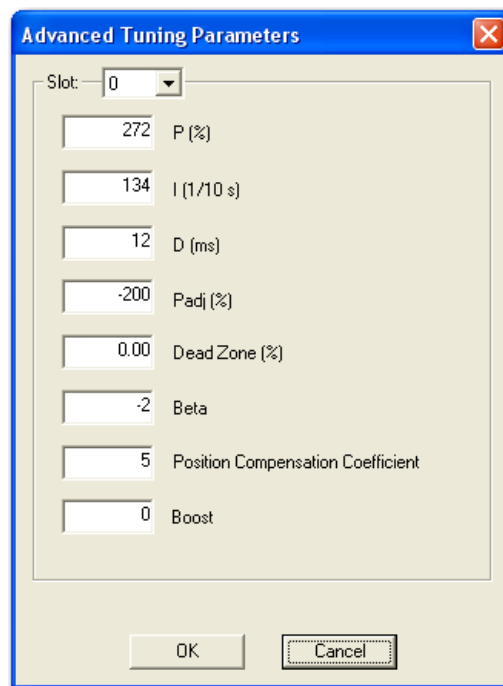 Advanced Tuning Parameters
Slot: 0
272 P (%)
134 I (1/10 s)
12 D (ms)
-200 Padj (%)
0.00 Dead Zone (%)
-2 Beta
5 Position Compensation Coefficient
0 Boost
OK Cancel